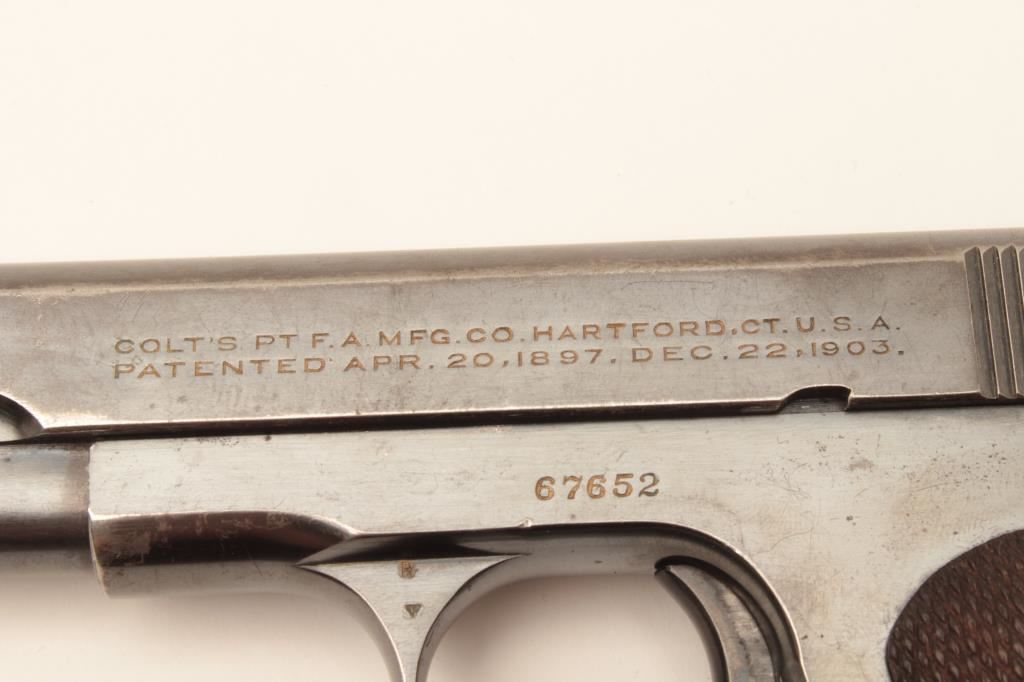 COLT'S PT F.A. MFG. CO. HARTFORD, CT. U.S.A.
PATENTED APR. 20, 1897. DEC. 22, 1903.
67652